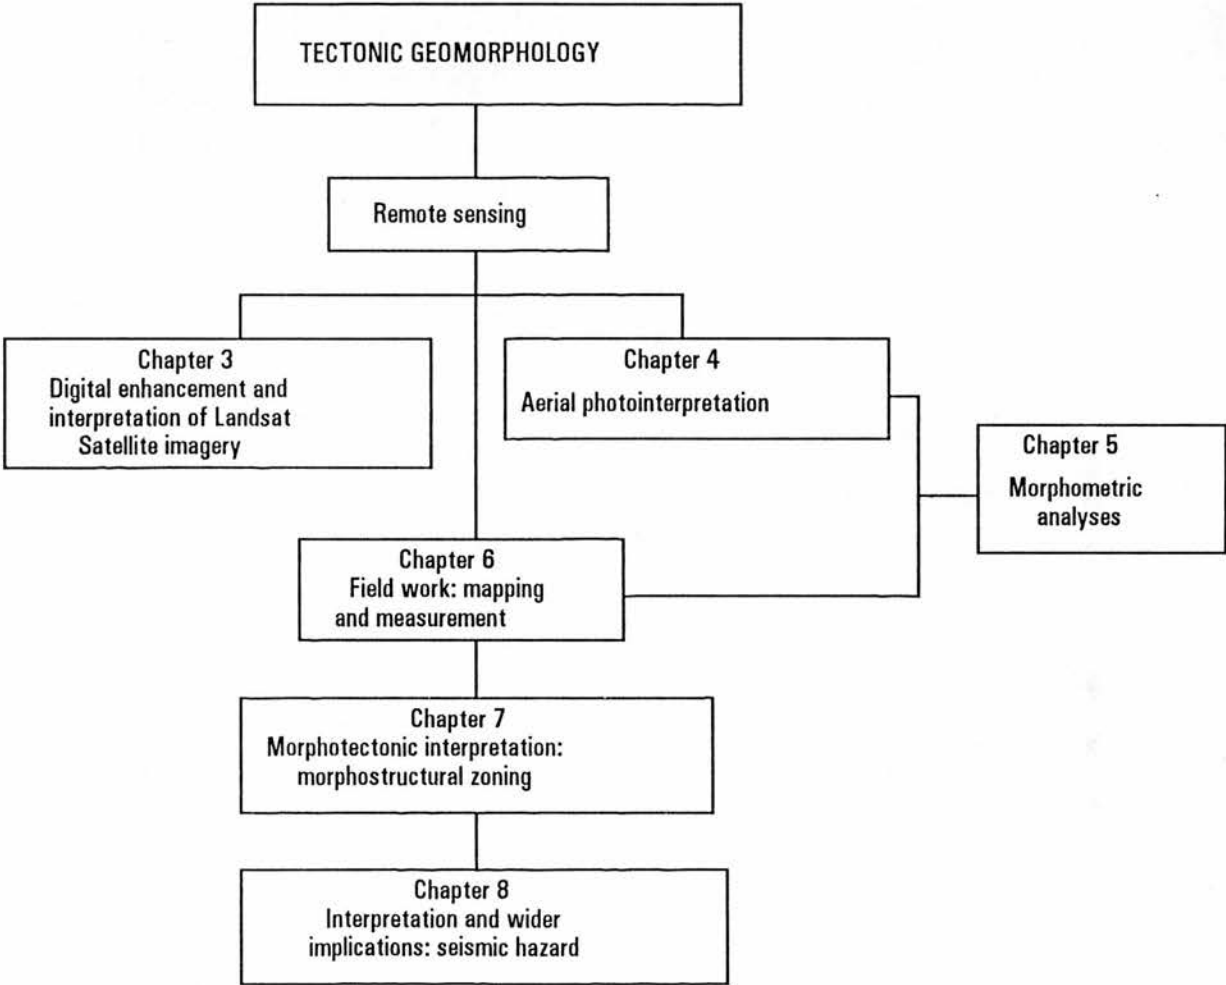 TECTONIC GEOMORPHOLOGY
Remote sensing
Chapter 3
Digital enhancement and
interpretation of Landsat
Satellite imagery
Chapter 4
Aerial photointerpretation
Chapter 5
Morphometric
analyses
Chapter 6
Field work: mapping
and measurement
Chapter 7
Morphotectonic interpretation:
morphostructural zoning
Chapter 8
Interpretation and wider
implications: seismic hazard